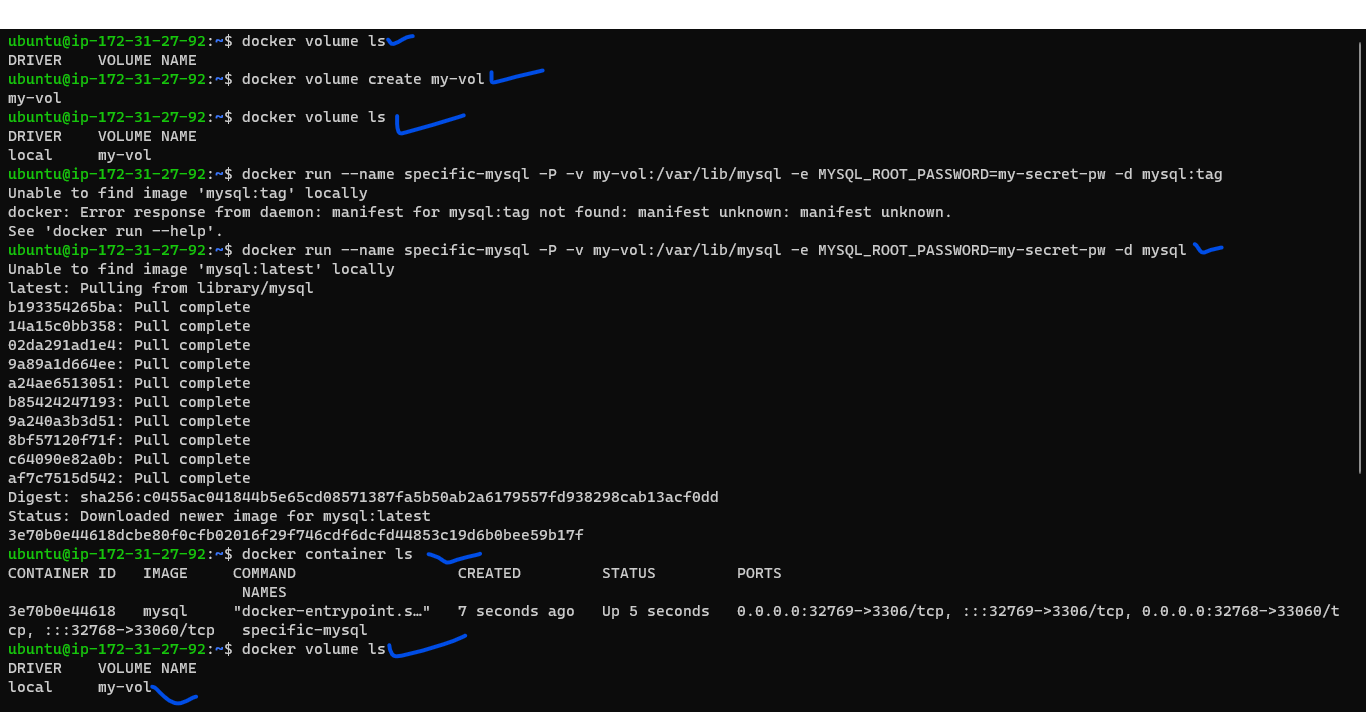 ubuntu@ip-172-31-27-92:~$ docker volume ls
DRIVER    VOLUME NAME
ubuntu@ip-172-31-27-92:~$ docker volume create my-vol
my-vol
ubuntu@ip-172-31-27-92:~$ docker volume ls
DRIVER    VOLUME NAME
local     my-vol
ubuntu@ip-172-31-27-92:~$ docker run --name specific-mysql -P -v my-vol:/var/lib/mysql -e MYSQL_ROOT_PASSWORD=my-secret-pw -d mysql:tag
Unable to find image 'mysql:tag' locally
docker: Error response from daemon: manifest for mysql:tag not found: manifest unknown: manifest unknown.
See 'docker run --help'.
ubuntu@ip-172-31-27-92:~$ docker run --name specific-mysql -P -v my-vol:/var/lib/mysql -e MYSQL_ROOT_PASSWORD=my-secret-pw -d mysql
Unable to find image 'mysql:latest' locally
latest: Pulling from library/mysql
b193354265ba: Pull complete
14a15c0bb358: Pull complete
02da291ad1e4: Pull complete
9a89a1d664ee: Pull complete
a24ae6513051: Pull complete
b85424247193: Pull complete
9a240a3b3d51: Pull complete
8bf57120f71f: Pull complete
c64090e82a0b: Pull complete
af7c7515d542: Pull complete
Digest: sha256:c0455ac041844b5e65cd08571387fa5b50ab2a6179557fd938298cab13acf0dd
Status: Downloaded newer image for mysql:latest
3e70b0e44618dcbe80f0cfb02016f29f746cdf6dcfd44853c19d6b0bee59b17f
ubuntu@ip-172-31-27-92:~$ docker container ls
CONTAINER ID   IMAGE     COMMAND                  CREATED         STATUS         PORTS
                          NAMES
3e70b0e44618   mysql     "docker-entrypoint.s…"   7 seconds ago   Up 5 seconds   0.0.0.0:32769->3306/tcp, :::32769->3306/tcp, 0.0.0.0:32768->33060/t
cp, :::32768->33060/tcp   specific-mysql
ubuntu@ip-172-31-27-92:~$ docker volume ls
DRIVER    VOLUME NAME
local     my-vol